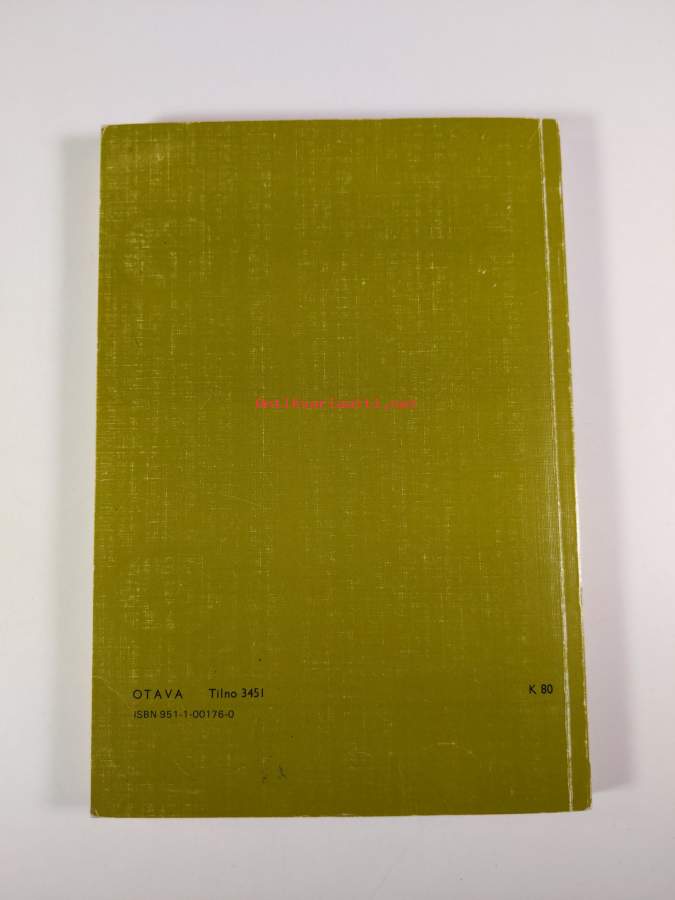 Antikvariaatti.net
OTAVA Tilno 3451 K 80
ISBN 951-1-00176-0